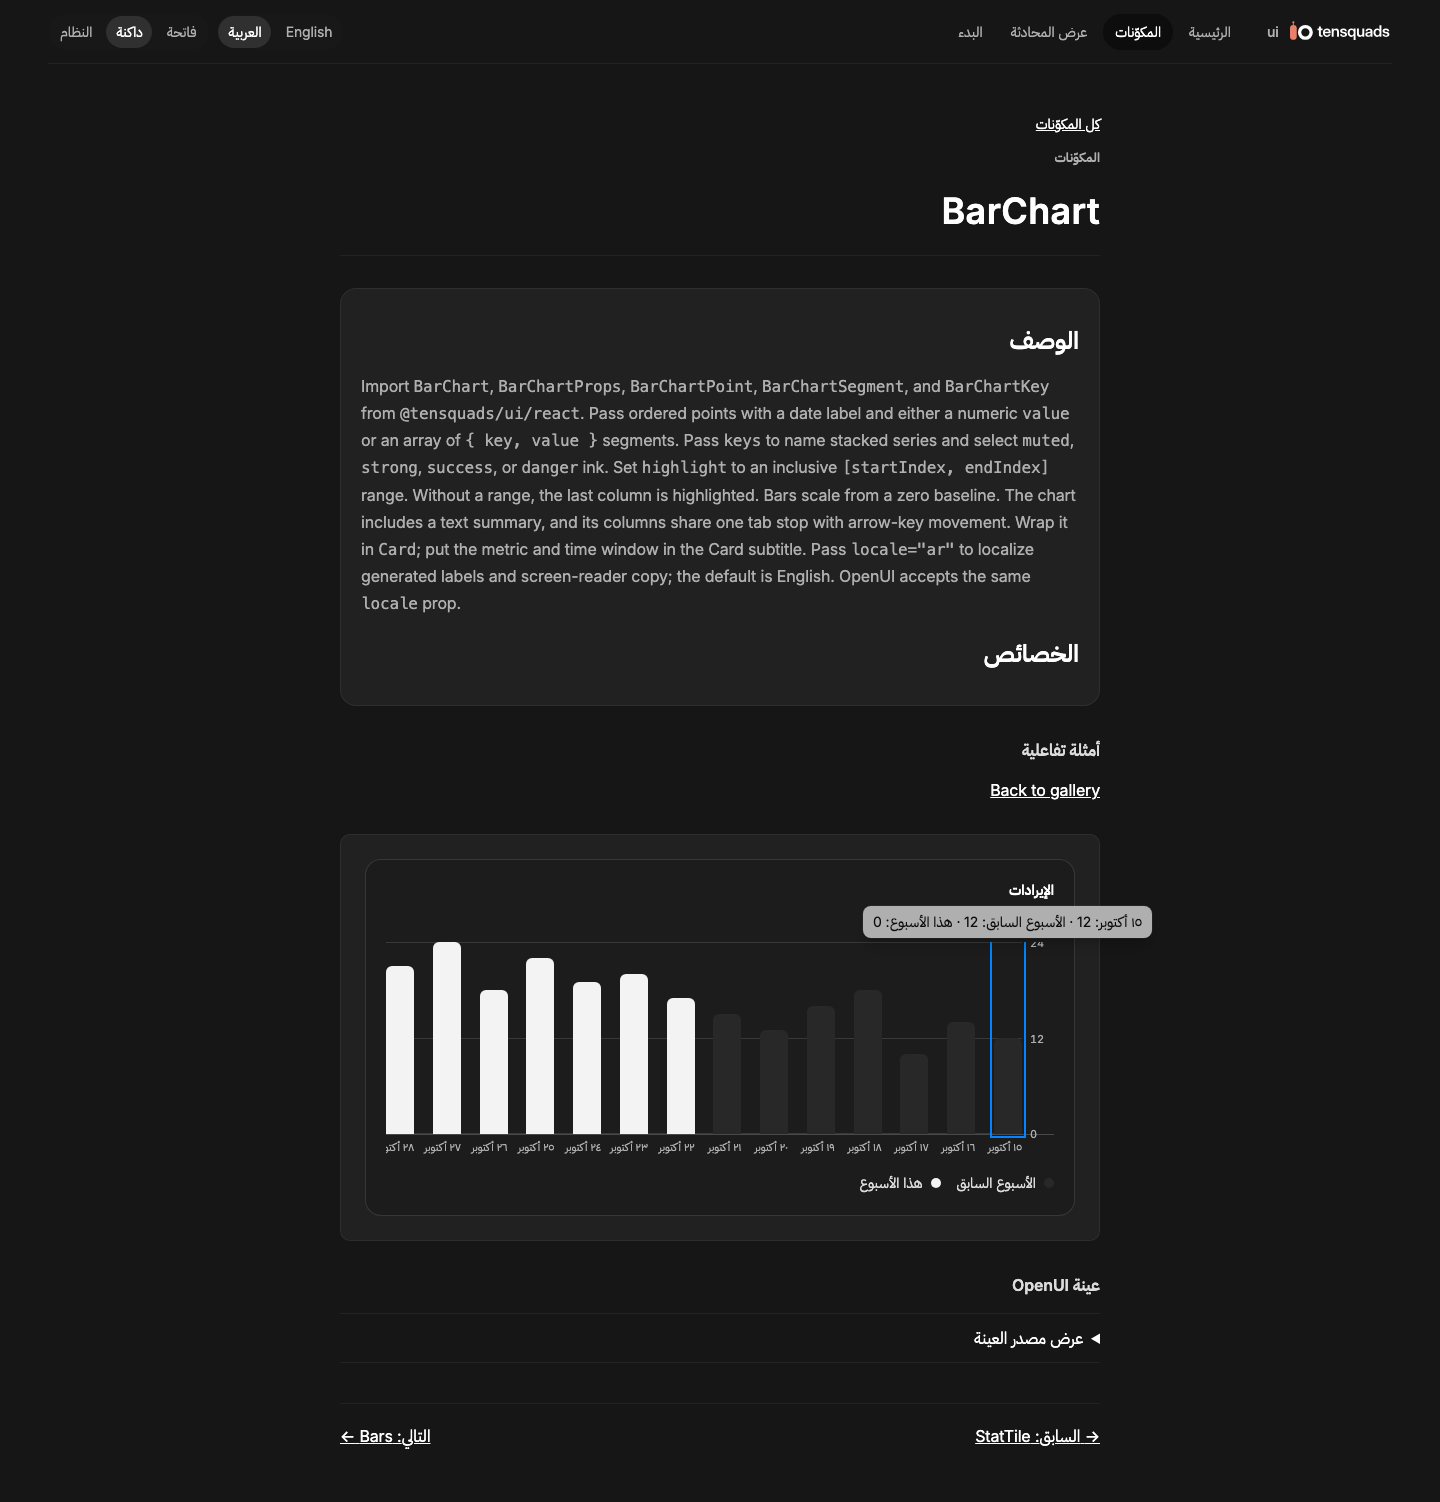 tensquads ui
الرئيسية
المكوّنات
عرض المحادثة
البدء
English
العربية
فاتحة
داكنة
النظام
كل المكوّنات
المكوّنات
BarChart
الوصف
Import BarChart, BarChartProps, BarChartPoint, BarChartSegment, and BarChartKey
from @tensquads/ui/react. Pass ordered points with a date label and either a numeric value
or an array of { key, value } segments. Pass keys to name stacked series and select muted,
strong, success, or danger ink. Set highlight to an inclusive [startIndex, endIndex]
range. Without a range, the last column is highlighted. Bars scale from a zero baseline. The chart
includes a text summary, and its columns share one tab stop with arrow-key movement. Wrap it
in Card; put the metric and time window in the Card subtitle. Pass locale="ar" to localize
generated labels and screen-reader copy; the default is English. OpenUI accepts the same
locale prop.
الخصائص
أمثلة تفاعلية
Back to gallery
الإيرادات
١٥ أكتوبر: 12 · الأسبوع السابق: 12 · هذا الأسبوع: 0
24
12
0
١٥ أكتوبر
١٦ أكتوبر
١٧ أكتوبر
١٨ أكتوبر
١٩ أكتوبر
٢٠ أكتوبر
٢١ أكتوبر
٢٢ أكتوبر
٢٣ أكتوبر
٢٤ أكتوبر
٢٥ أكتوبر
٢٦ أكتوبر
٢٧ أكتوبر
٢٨ أكتو
الأسبوع السابق
هذا الأسبوع
عينة OpenUI
عرض مصدر العينة
→ السابق: StatTile
التالي: Bars ←